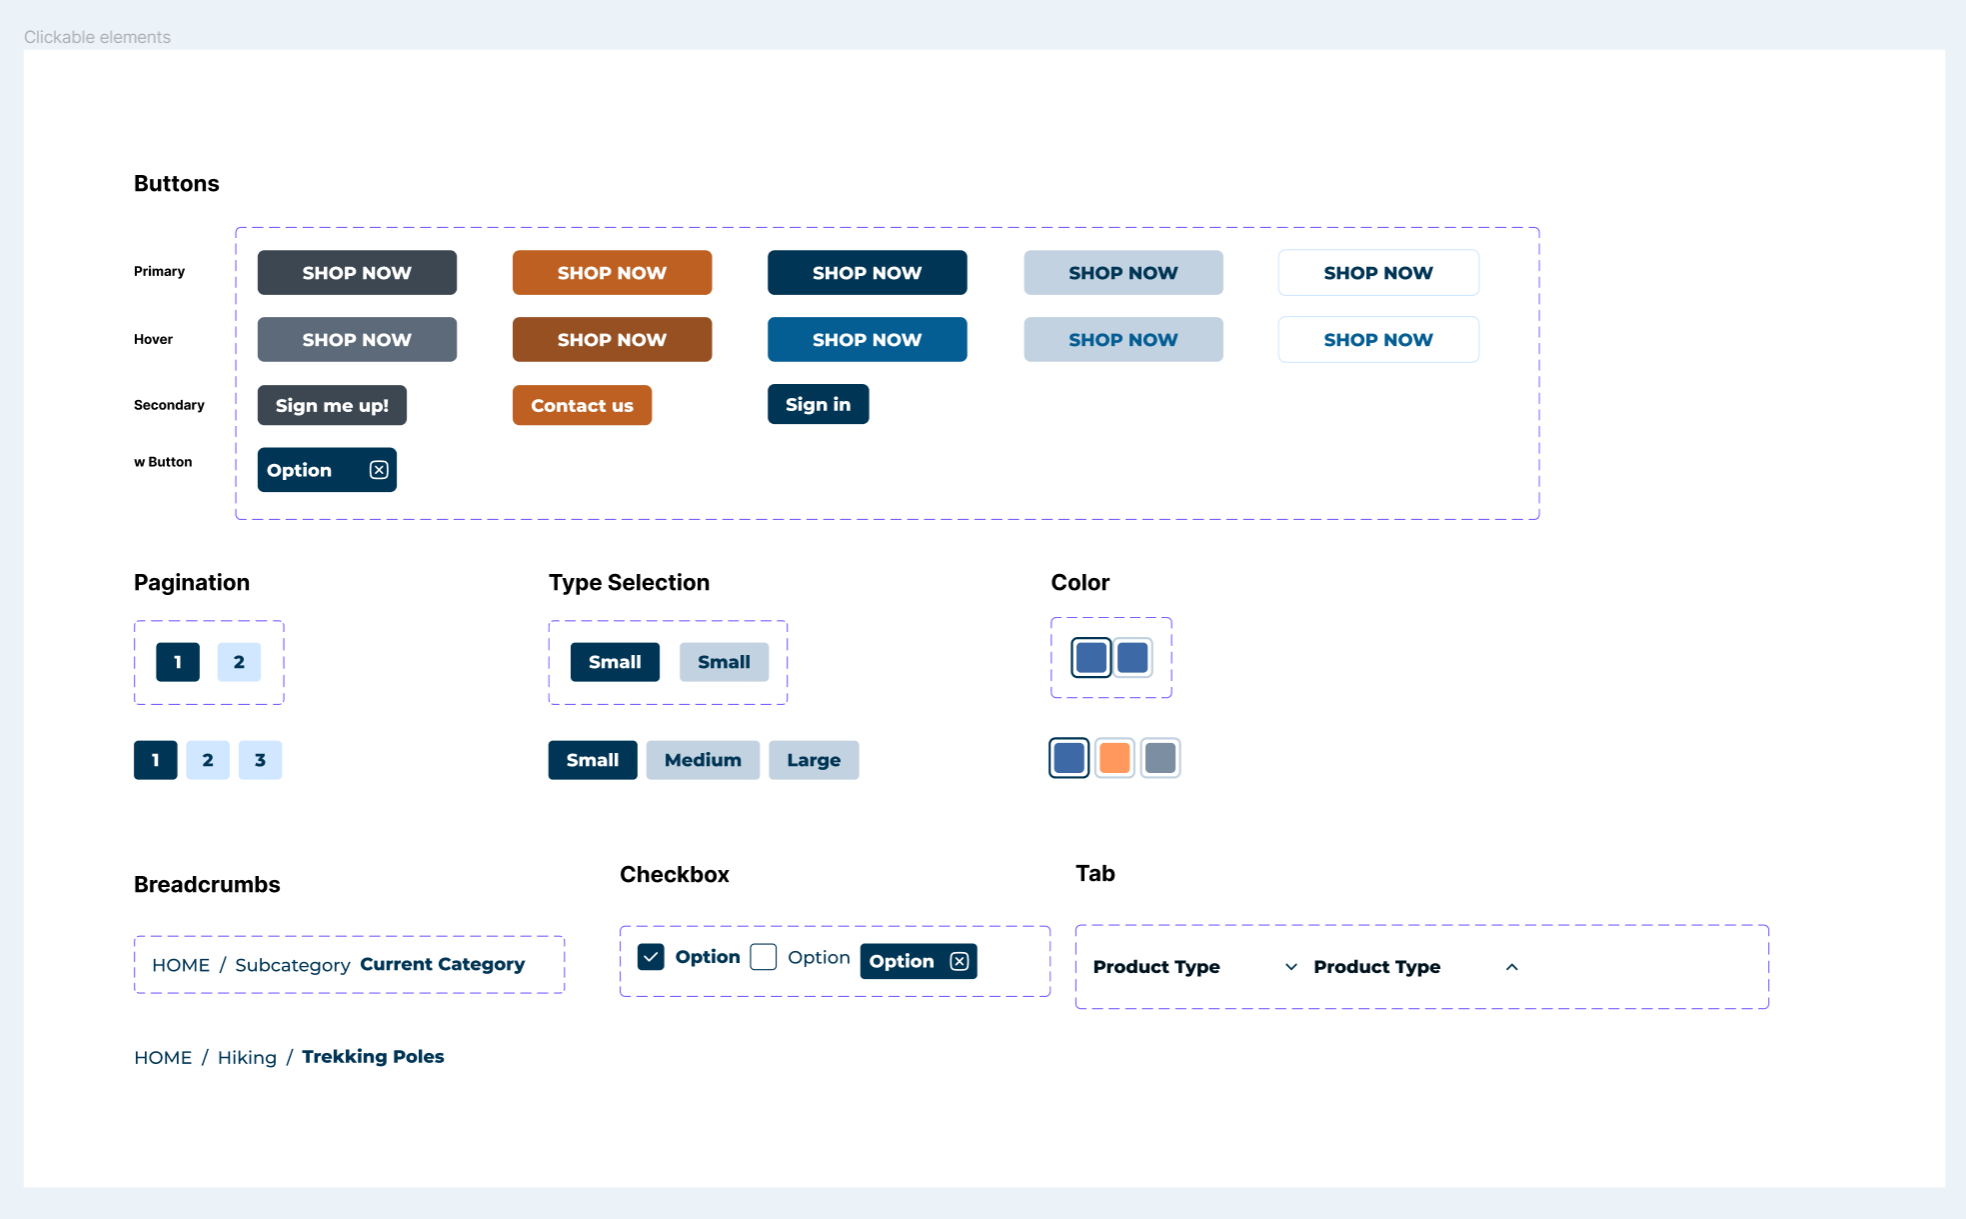 Clickable elements
Buttons
Primary SHOP NOW SHOP NOW SHOP NOW SHOP NOW SHOP NOW
Hover SHOP NOW SHOP NOW SHOP NOW SHOP NOW SHOP NOW
Secondary Sign me up! Contact us Sign in
w Button Option
Pagination Type Selection Color
1 2 Small Small
1 2 3 Small Medium Large
Breadcrumbs Checkbox Tab
HOME / Subcategory Current Category Option Option Option Product Type Product Type
HOME / Hiking / Trekking Poles